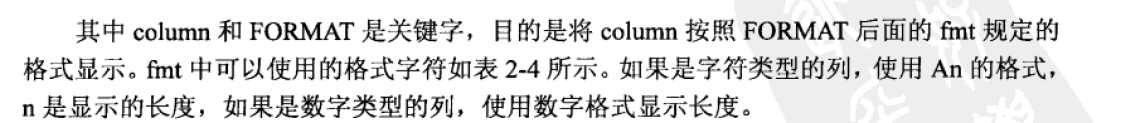 其中 column 和 FORMAT 是关键字，目的是将 column 按照 FORMAT 后面的 fmt 规定的
格式显示。fmt 中可以使用的格式字符如表 2-4 所示。如果是字符类型的列，使用 An 的格式，
n 是显示的长度，如果是数字类型的列，使用数字格式显示长度。